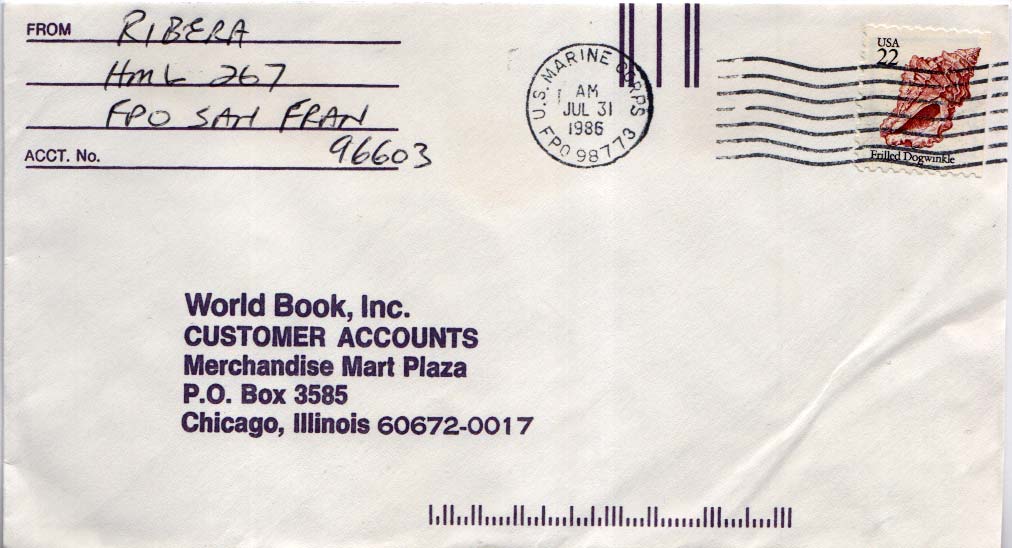 FROM RIBERA
HML 267
FPO SAN FRAN
ACCT. No. 96603
U.S. MARINE CORPS
AM
JUL 31
1986
FPO 98773
USA
22
Frilled Dogwinkle
World Book, Inc.
CUSTOMER ACCOUNTS
Merchandise Mart Plaza
P.O. Box 3585
Chicago, Illinois 60672-0017